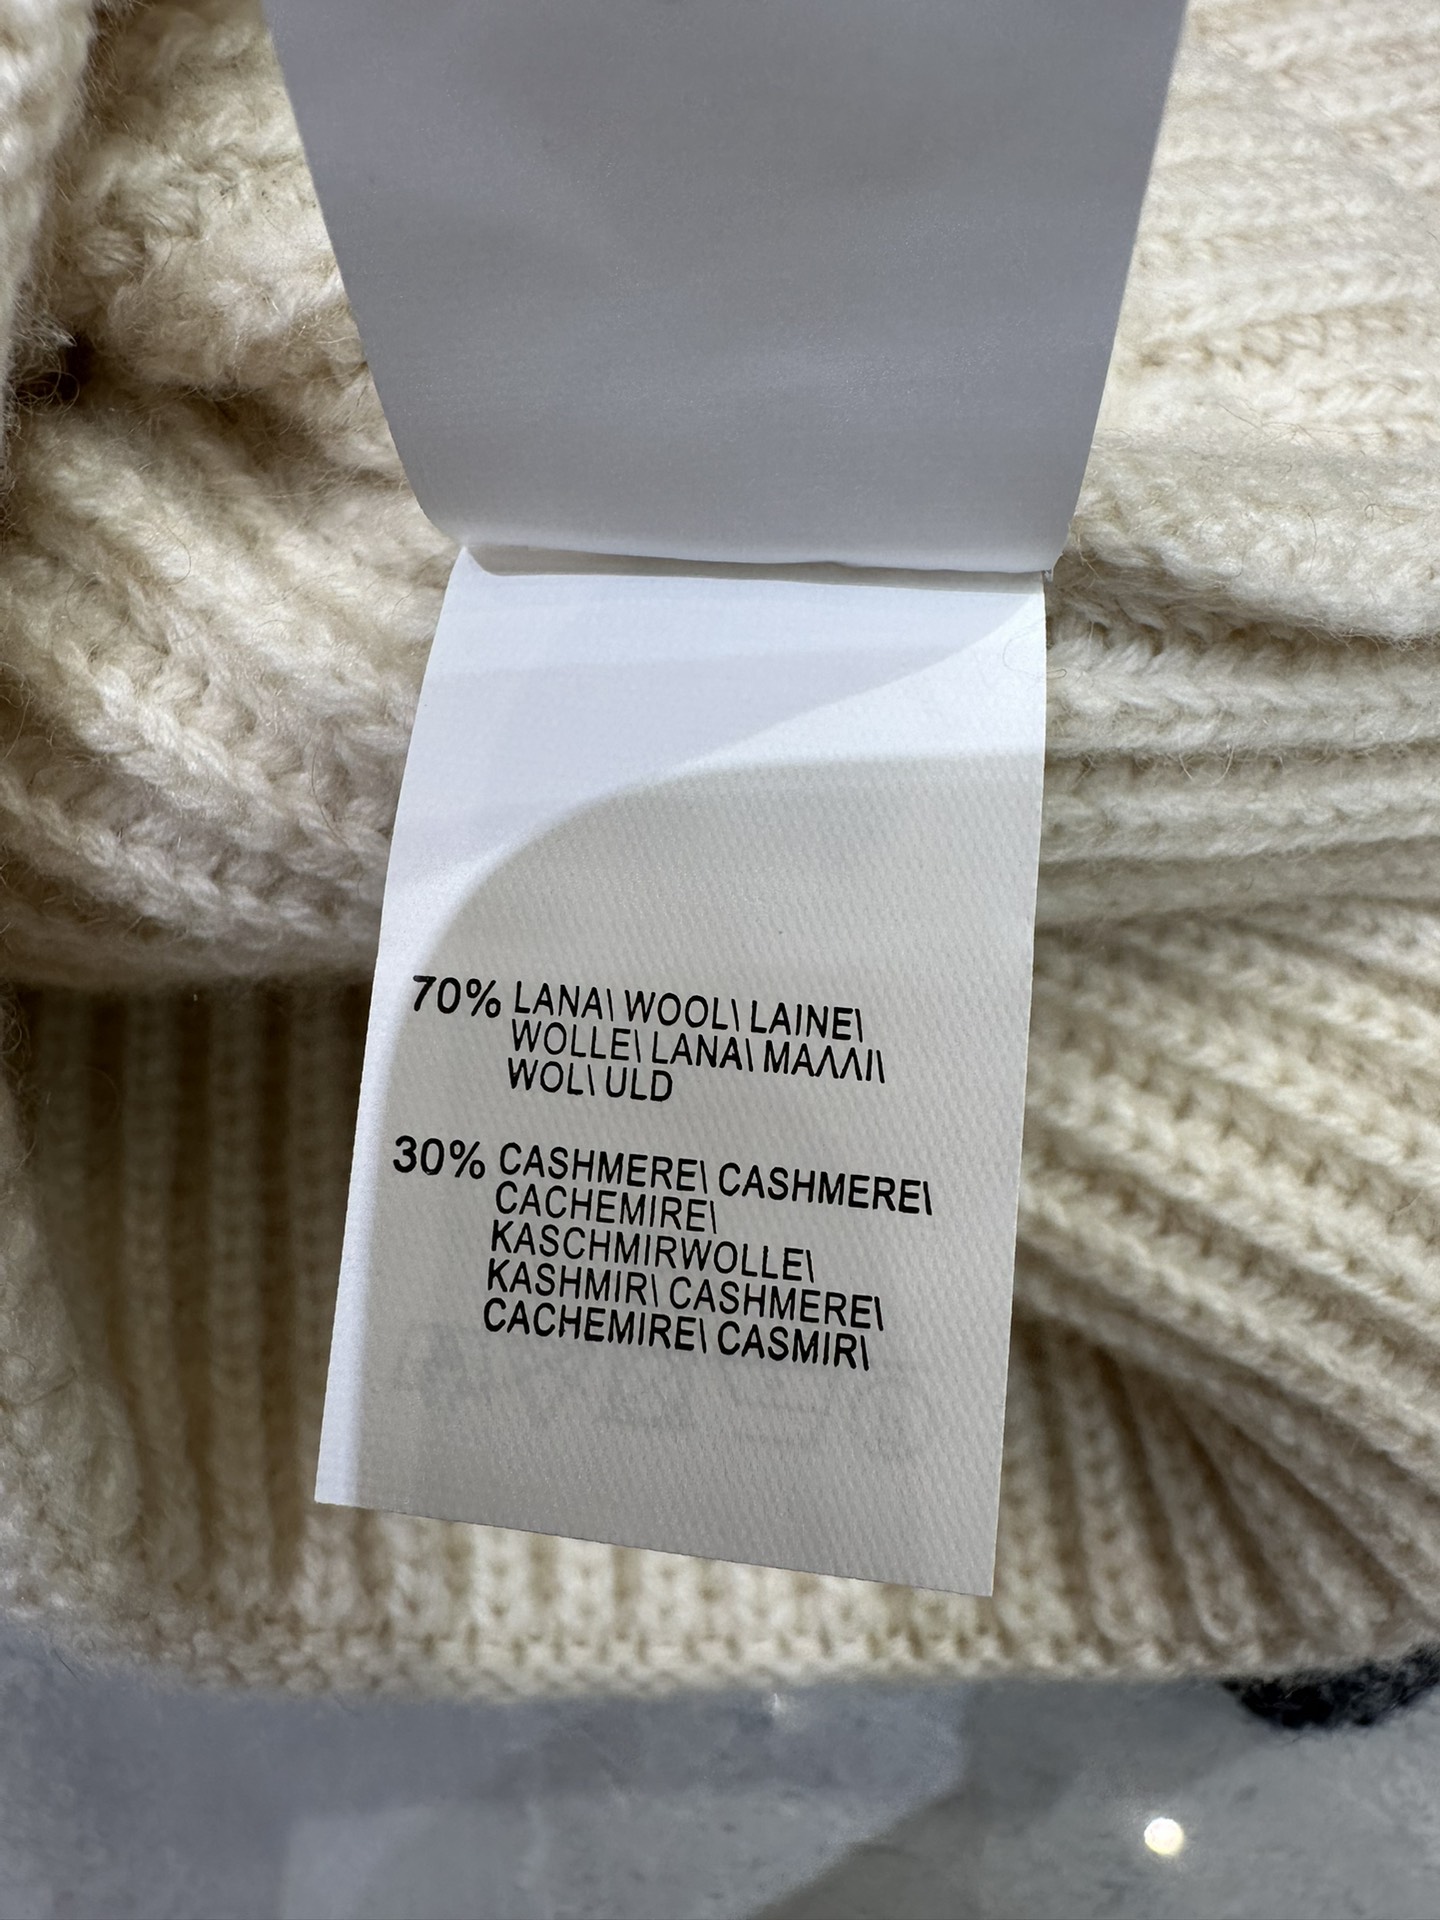 70% LANA\ WOOL\ LAINE\
WOLLE\ LANA\ ΜΑΛΛΙ\
WOL\ ULD
30% CASHMERE\ CASHMERE\
CACHEMIRE\
KASCHMIRWOLLE\
KASHMIR\ CASHMERE\
CACHEMIRE\ CASMIR\